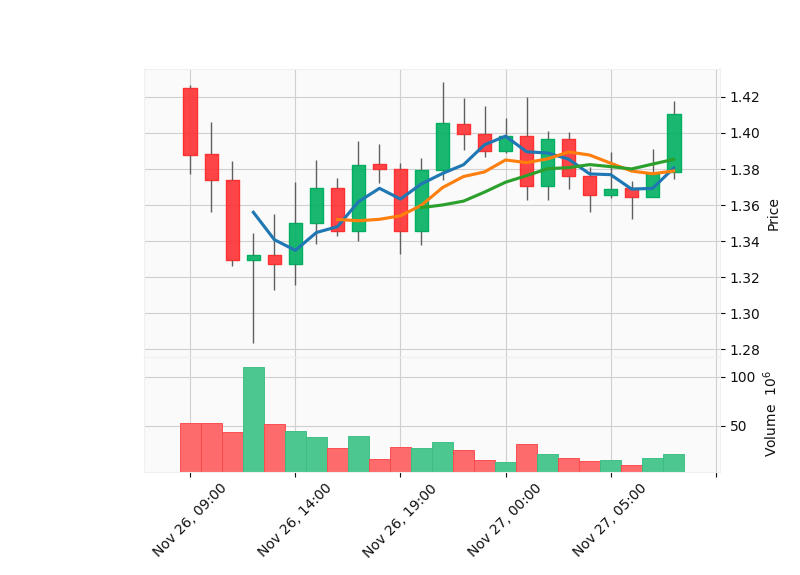 1.42
1.40
1.38
1.36
1.34
1.32
1.30
1.28
Price
100
50
Volume 10⁶
Nov 26, 09:00
Nov 26, 14:00
Nov 26, 19:00
Nov 27, 00:00
Nov 27, 05:00